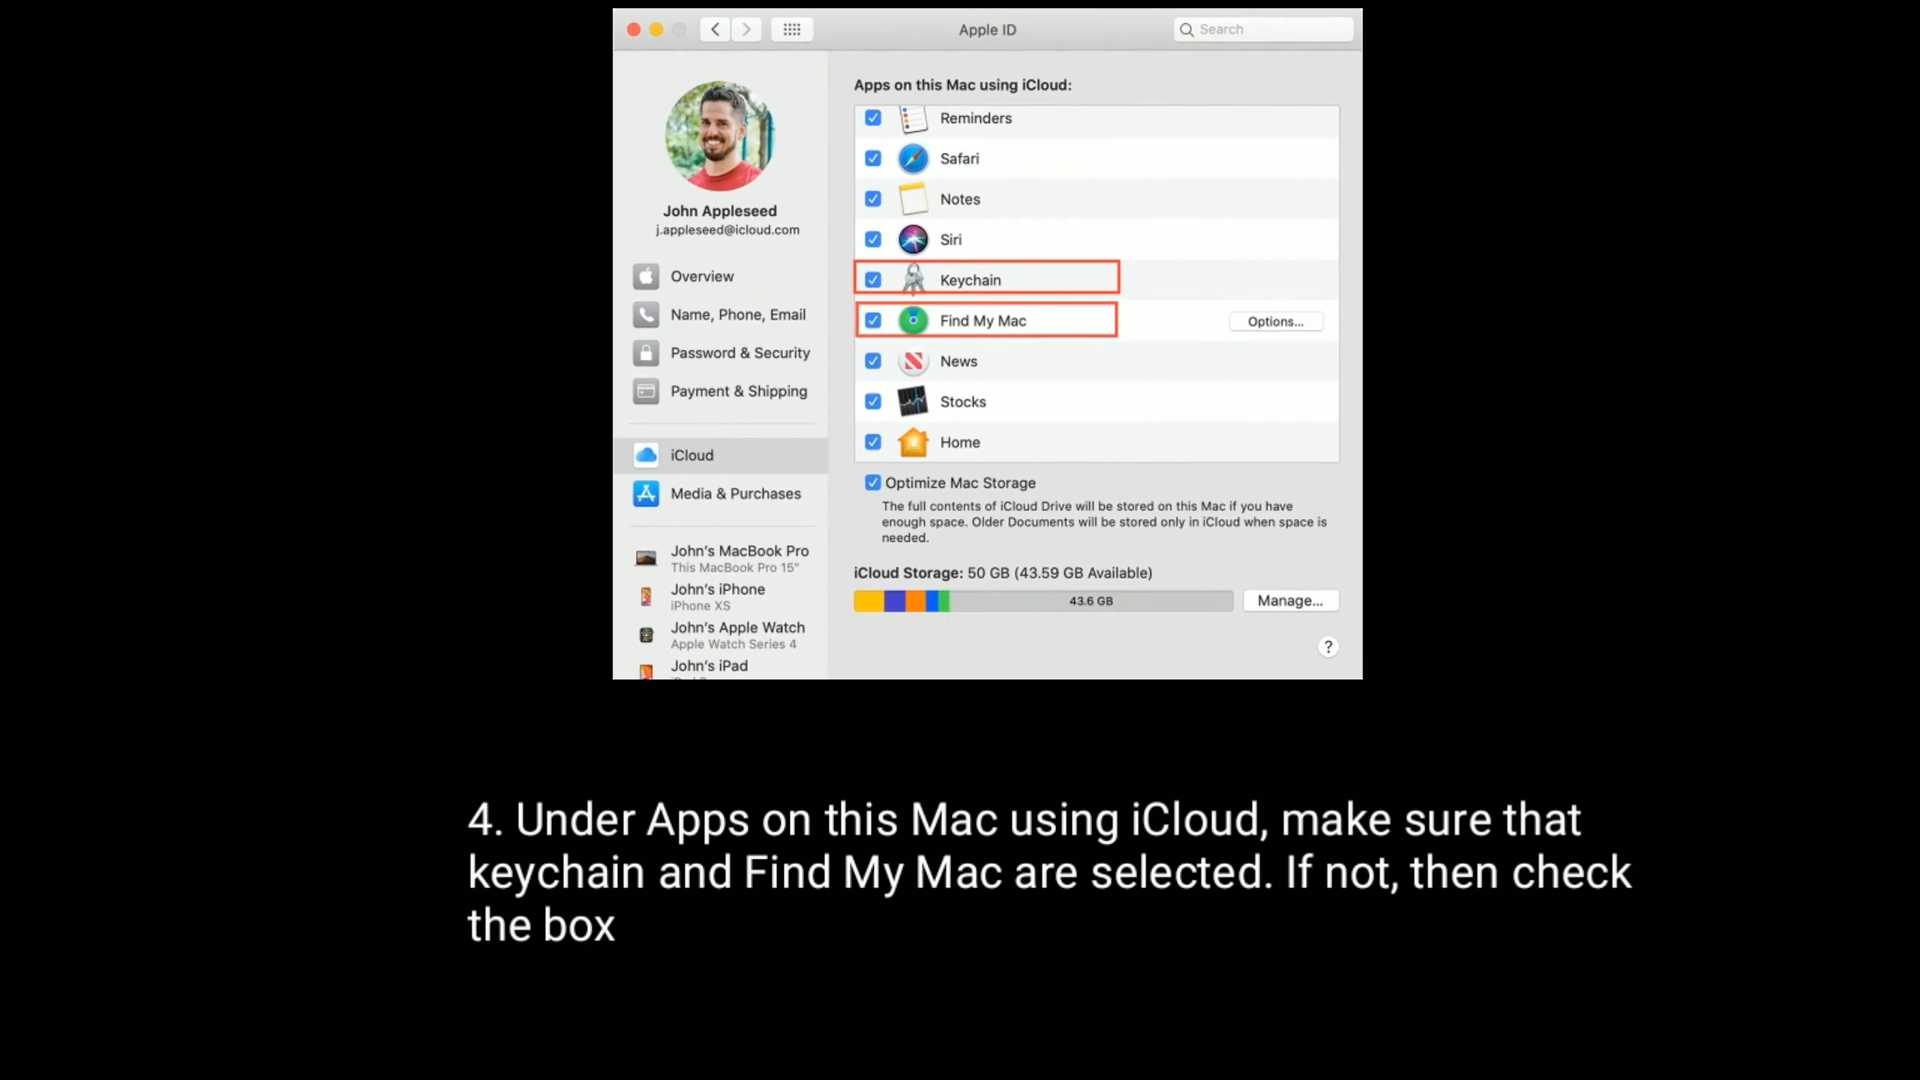 Apple ID
Search
John Appleseed
j.appleseed@icloud.com
Overview
Name, Phone, Email
Password & Security
Payment & Shipping
iCloud
Media & Purchases
John's MacBook Pro
This MacBook Pro 15"
John's iPhone
iPhone XS
John's Apple Watch
Apple Watch Series 4
John's iPad
Apps on this Mac using iCloud:
Reminders
Safari
Notes
Siri
Keychain
Find My Mac
Options...
News
Stocks
Home
Optimize Mac Storage
The full contents of iCloud Drive will be stored on this Mac if you have
enough space. Older Documents will be stored only in iCloud when space is
needed.
iCloud Storage: 50 GB (43.59 GB Available)
43.6 GB
Manage...
?
4. Under Apps on this Mac using iCloud, make sure that
keychain and Find My Mac are selected. If not, then check
the box